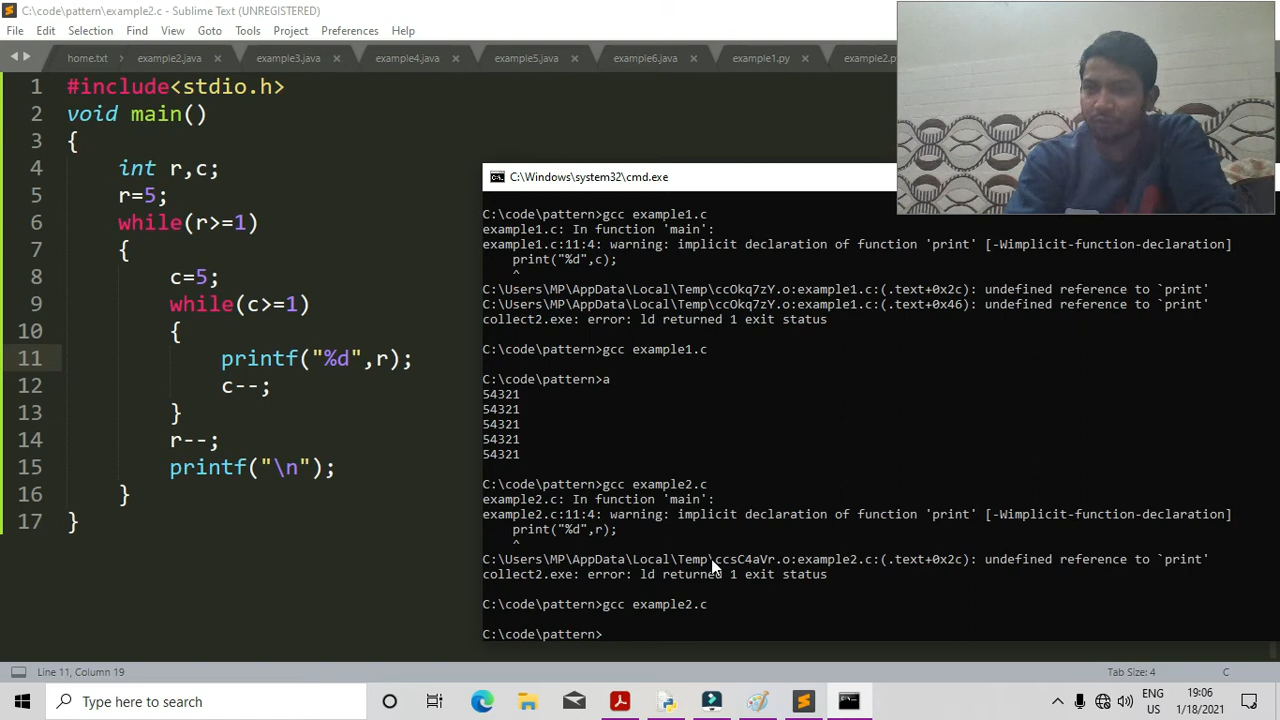 C:\code\pattern\example2.c - Sublime Text (UNREGISTERED)
File Edit Selection Find View Goto Tools Project Preferences Help
home.txt example2.java × example3.java × example4.java × example5.java × example6.java × example1.py × example2.p
1 #include<stdio.h>
2 void main()
3 {
4 int r,c;
5 r=5;
6 while(r>=1)
7 {
8 c=5;
9 while(c>=1)
10 {
11 printf("%d",r);
12 c--;
13 }
14 r--;
15 printf("\n");
16 }
17 }
C:\Windows\system32\cmd.exe
C:\code\pattern>gcc example1.c
example1.c: In function 'main':
example1.c:11:4: warning: implicit declaration of function 'print' [-Wimplicit-function-declaration]
print("%d",c);
^
C:\Users\MP\AppData\Local\Temp\ccOkq7zY.o:example1.c:(.text+0x2c): undefined reference to `print'
C:\Users\MP\AppData\Local\Temp\ccOkq7zY.o:example1.c:(.text+0x46): undefined reference to `print'
collect2.exe: error: ld returned 1 exit status
C:\code\pattern>gcc example1.c
C:\code\pattern>a
54321
54321
54321
54321
54321
C:\code\pattern>gcc example2.c
example2.c: In function 'main':
example2.c:11:4: warning: implicit declaration of function 'print' [-Wimplicit-function-declaration]
print("%d",r);
^
C:\Users\MP\AppData\Local\Temp\ccsC4aVr.o:example2.c:(.text+0x2c): undefined reference to `print'
collect2.exe: error: ld returned 1 exit status
C:\code\pattern>gcc example2.c
C:\code\pattern>
Line 11, Column 19
Tab Size: 4 C
Type here to search
ENG 19:06
US 1/18/2021